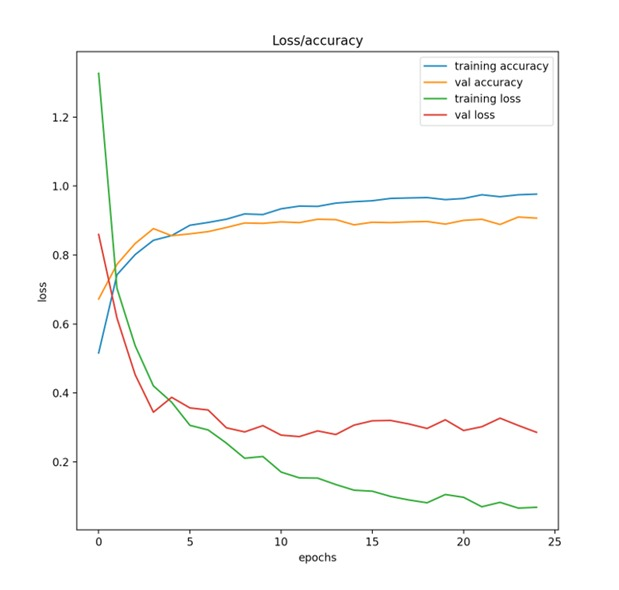 Loss/accuracy
training accuracy
val accuracy
training loss
val loss
1.2
1.0
0.8
0.6
0.4
0.2
loss
0 5 10 15 20 25
epochs